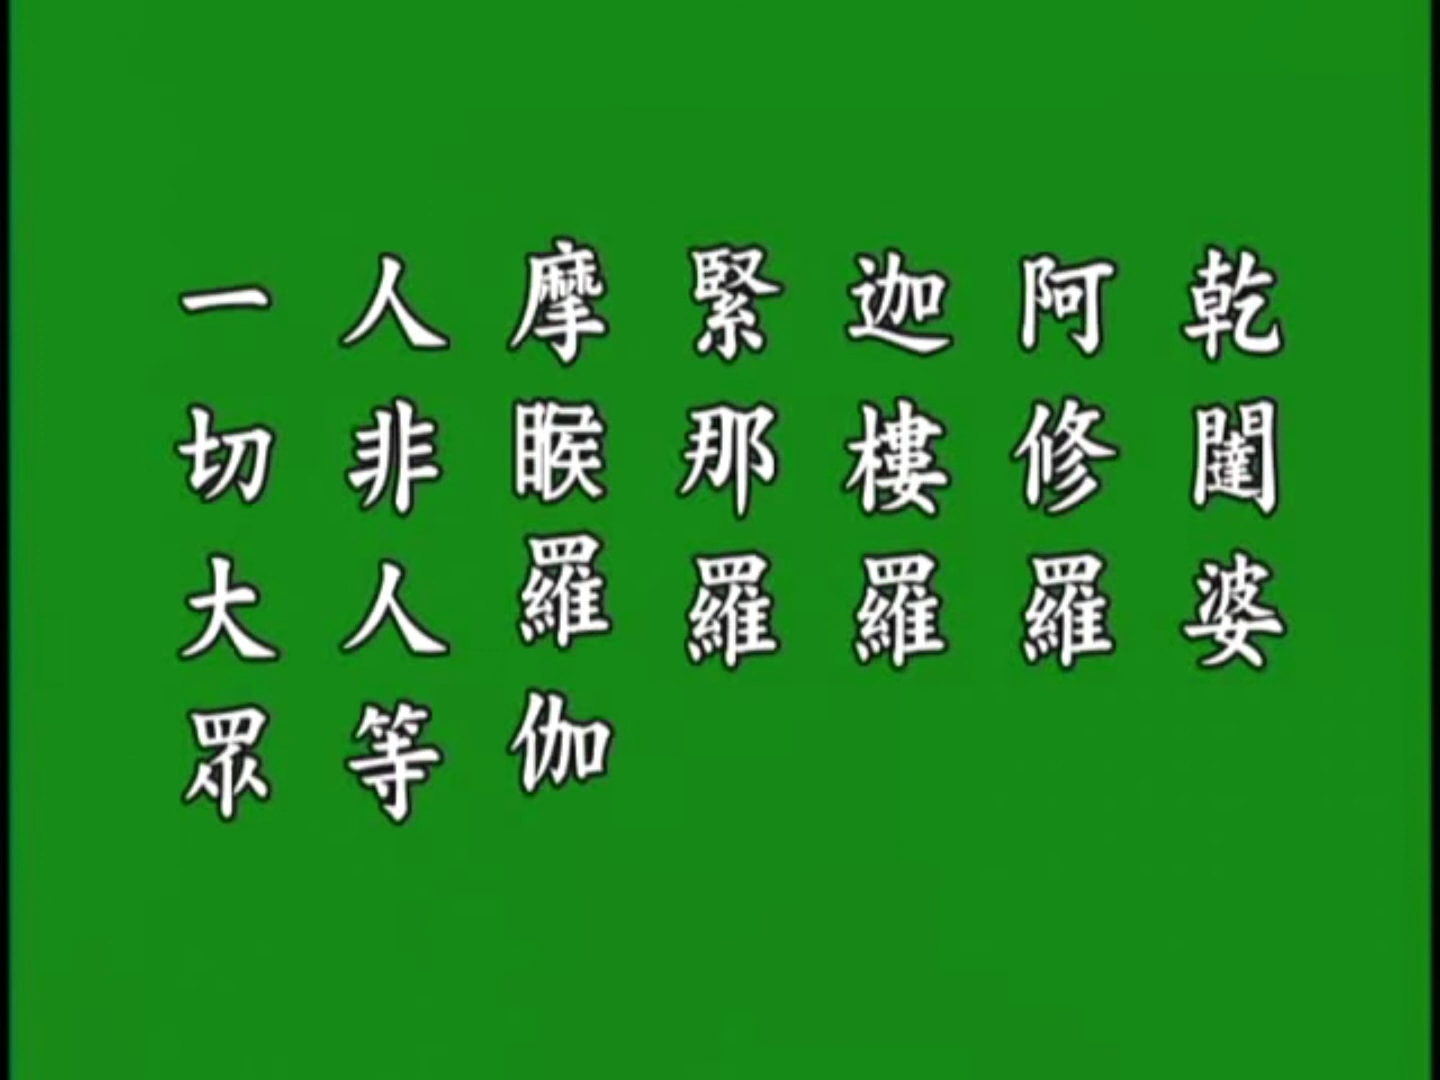 乾闥婆
阿修羅
迦樓羅
緊那羅
摩睺羅伽
人非人等
一切大眾